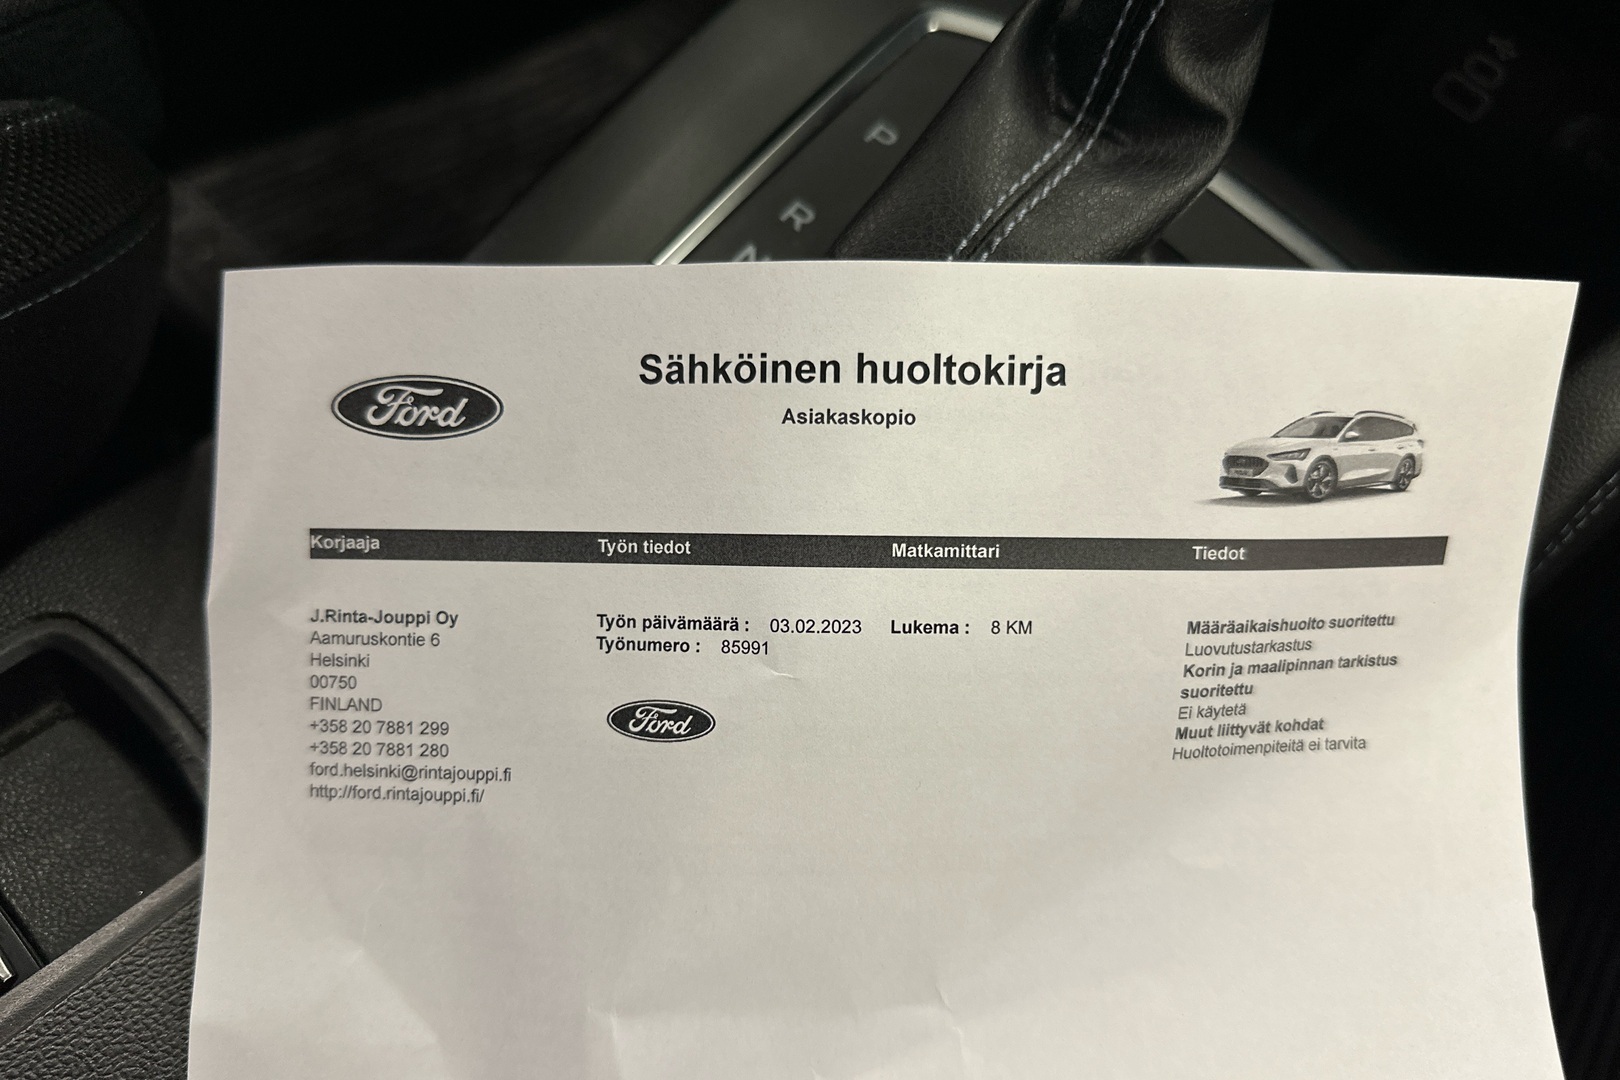 P
R
Sähköinen huoltokirja
Asiakaskopio
Ford
Korjaaja Työn tiedot Matkamittari Tiedot
J.Rinta-Jouppi Oy
Aamuruskontie 6
Helsinki
00750
FINLAND
+358 20 7881 299
+358 20 7881 280
ford.helsinki@rintajouppi.fi
http://ford.rintajouppi.fi/
Työn päivämäärä : 03.02.2023
Työnumero : 85991
Ford
Lukema : 8 KM
Määräaikaishuolto suoritettu
Luovutustarkastus
Korin ja maalipinnan tarkistus
suoritettu
Ei käytetä
Muut liittyvät kohdat
Huoltotoimenpiteitä ei tarvita